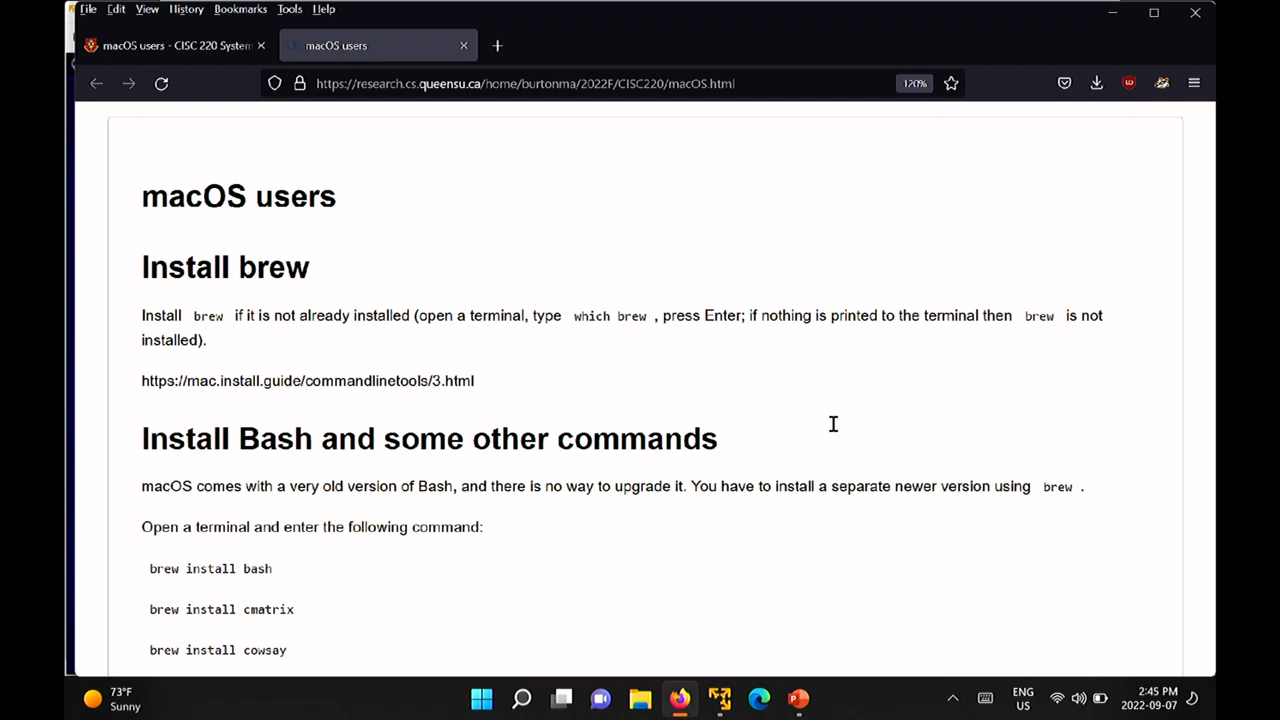 File Edit View History Bookmarks Tools Help
macOS users - CISC 220 System
macOS users
https://research.cs.queensu.ca/home/burtonma/2022F/CISC220/macOS.html
120%
macOS users
Install brew
Install brew if it is not already installed (open a terminal, type which brew , press Enter; if nothing is printed to the terminal then brew is not
installed).
https://mac.install.guide/commandlinetools/3.html
Install Bash and some other commands
macOS comes with a very old version of Bash, and there is no way to upgrade it. You have to install a separate newer version using brew .
Open a terminal and enter the following command:
brew install bash
brew install cmatrix
brew install cowsay
73°F
Sunny
ENG
US
2:45 PM
2022-09-07